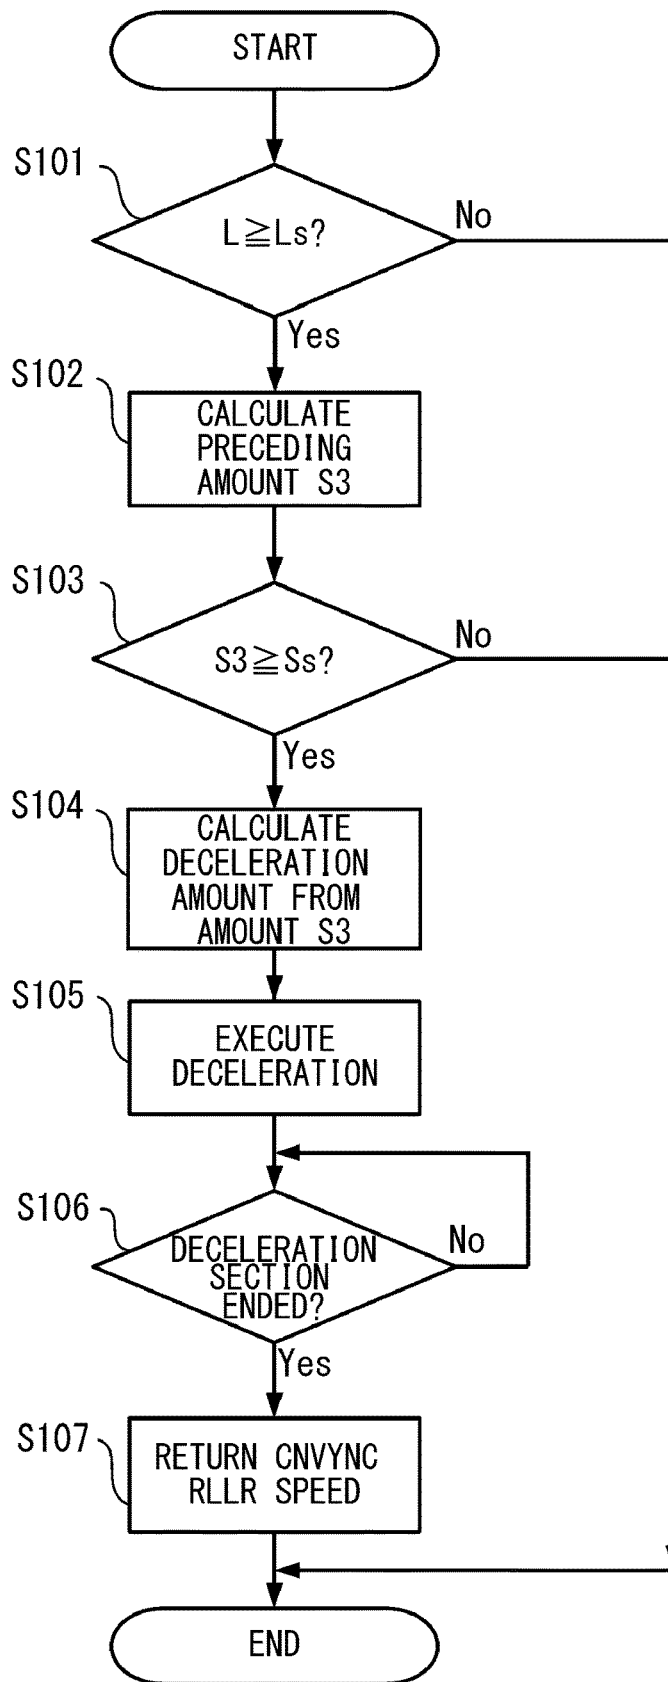 START
S101
L≧Ls?
No
Yes
S102
CALCULATE
PRECEDING
AMOUNT S3
S103
S3≧Ss?
No
Yes
S104
CALCULATE
DECELERATION
AMOUNT FROM
AMOUNT S3
S105
EXECUTE
DECELERATION
S106
DECELERATION
SECTION
ENDED?
No
Yes
S107
RETURN CNVYNC
RLLR SPEED
END